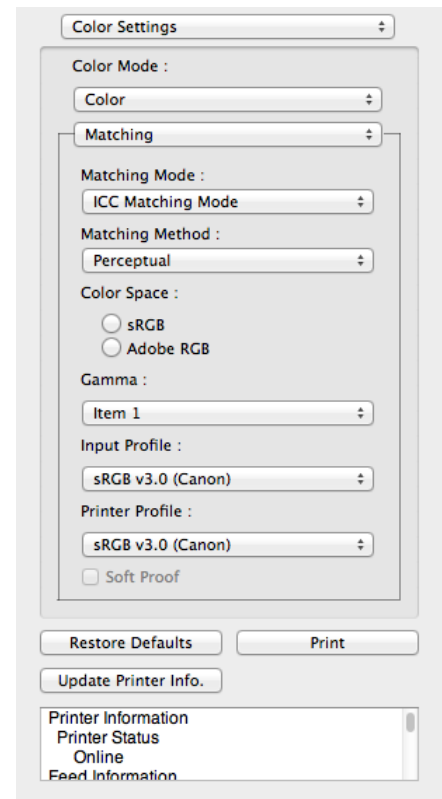 Color Settings
Color Mode :
Color
Matching
Matching Mode :
ICC Matching Mode
Matching Method :
Perceptual
Color Space :
sRGB
Adobe RGB
Gamma :
Item 1
Input Profile :
sRGB v3.0 (Canon)
Printer Profile :
sRGB v3.0 (Canon)
Soft Proof
Restore Defaults Print
Update Printer Info.
Printer Information
Printer Status
Online
Feed Information